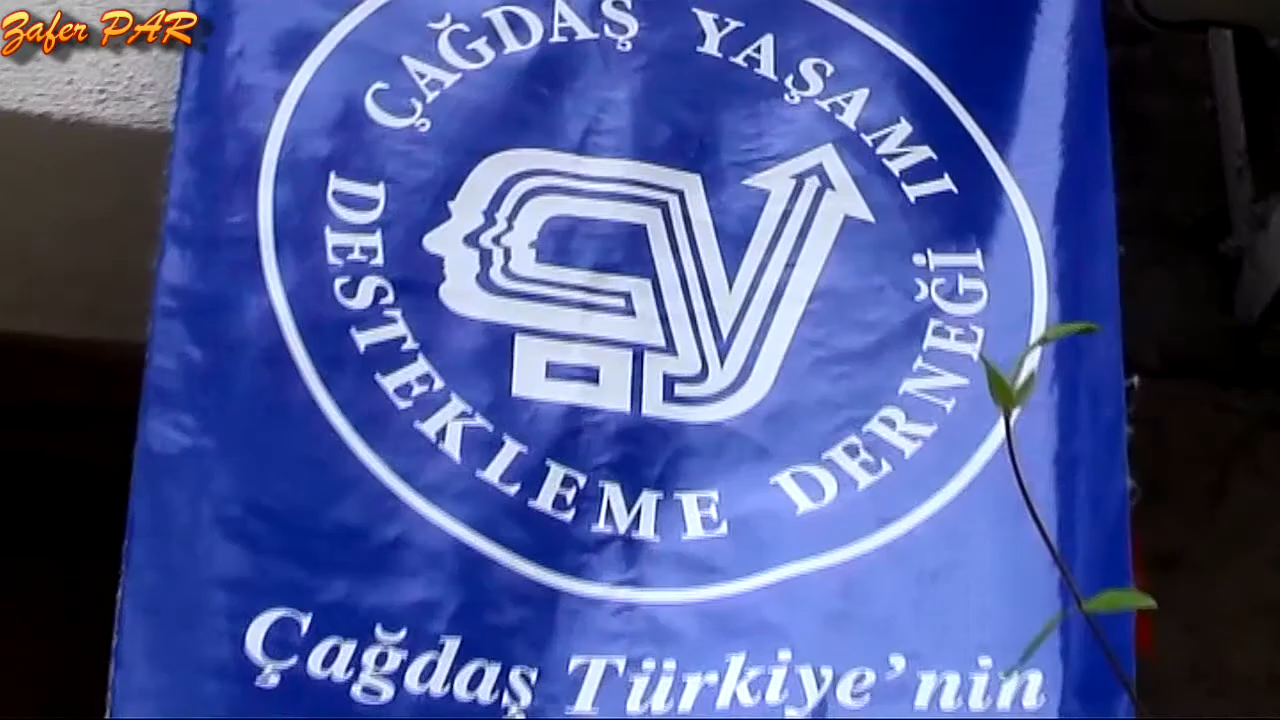 Zafer PAR
ÇAĞDAŞ YAŞAMI
DESTEKLEME DERNEĞİ
Çağdaş Türkiye'nin